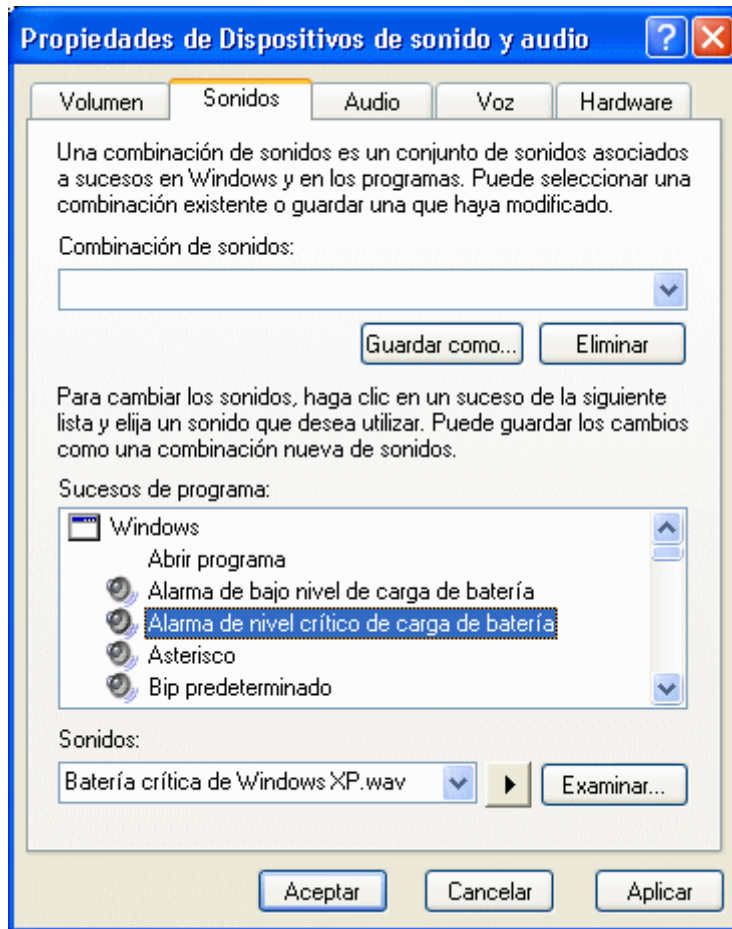 Propiedades de Dispositivos de sonido y audio
Volumen Sonidos Audio Voz Hardware
Una combinación de sonidos es un conjunto de sonidos asociados
a sucesos en Windows y en los programas. Puede seleccionar una
combinación existente o guardar una que haya modificado.
Combinación de sonidos:
Guardar como... Eliminar
Para cambiar los sonidos, haga clic en un suceso de la siguiente
lista y elija un sonido que desea utilizar. Puede guardar los cambios
como una combinación nueva de sonidos.
Sucesos de programa:
Windows
Abrir programa
Alarma de bajo nivel de carga de batería
Alarma de nivel crítico de carga de batería
Asterisco
Bip predeterminado
Sonidos:
Batería crítica de Windows XP.wav Examinar...
Aceptar Cancelar Aplicar